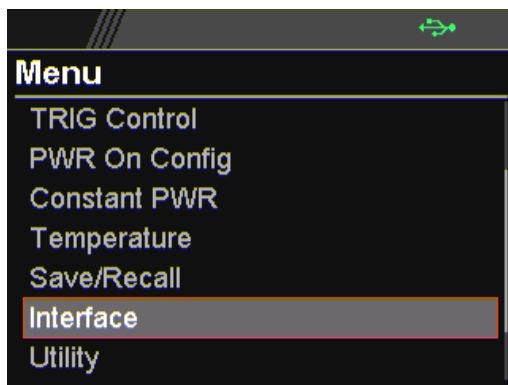 Menu
TRIG Control
PWR On Config
Constant PWR
Temperature
Save/Recall
Interface
Utility